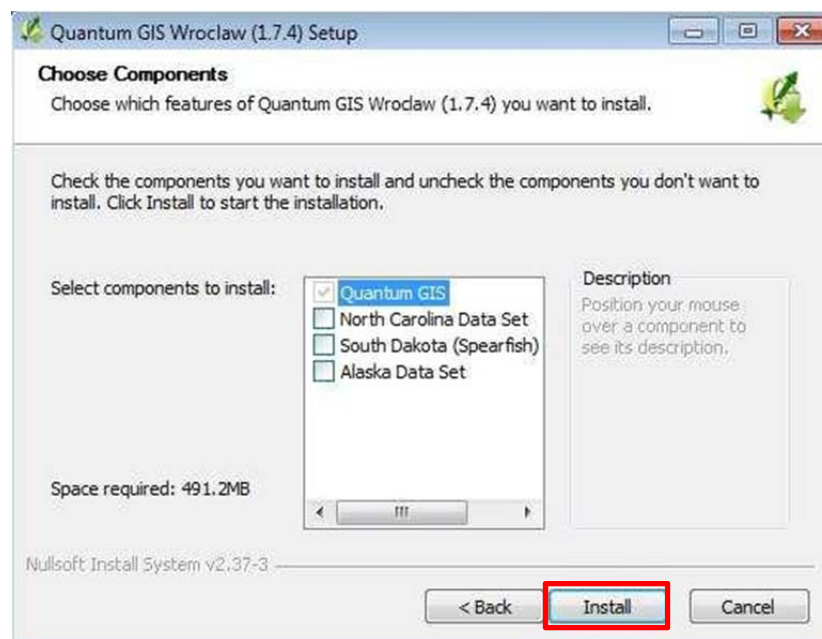 Quantum GIS Wroclaw (1.7.4) Setup
Choose Components
Choose which features of Quantum GIS Wroclaw (1.7.4) you want to install.
Check the components you want to install and uncheck the components you don't want to
install. Click Install to start the installation.
Select components to install:
Quantum GIS
North Carolina Data Set
South Dakota (Spearfish)
Alaska Data Set
Description
Position your mouse
over a component to
see its description.
Space required: 491.2MB
Nullsoft Install System v2.37-3
< Back
Install
Cancel